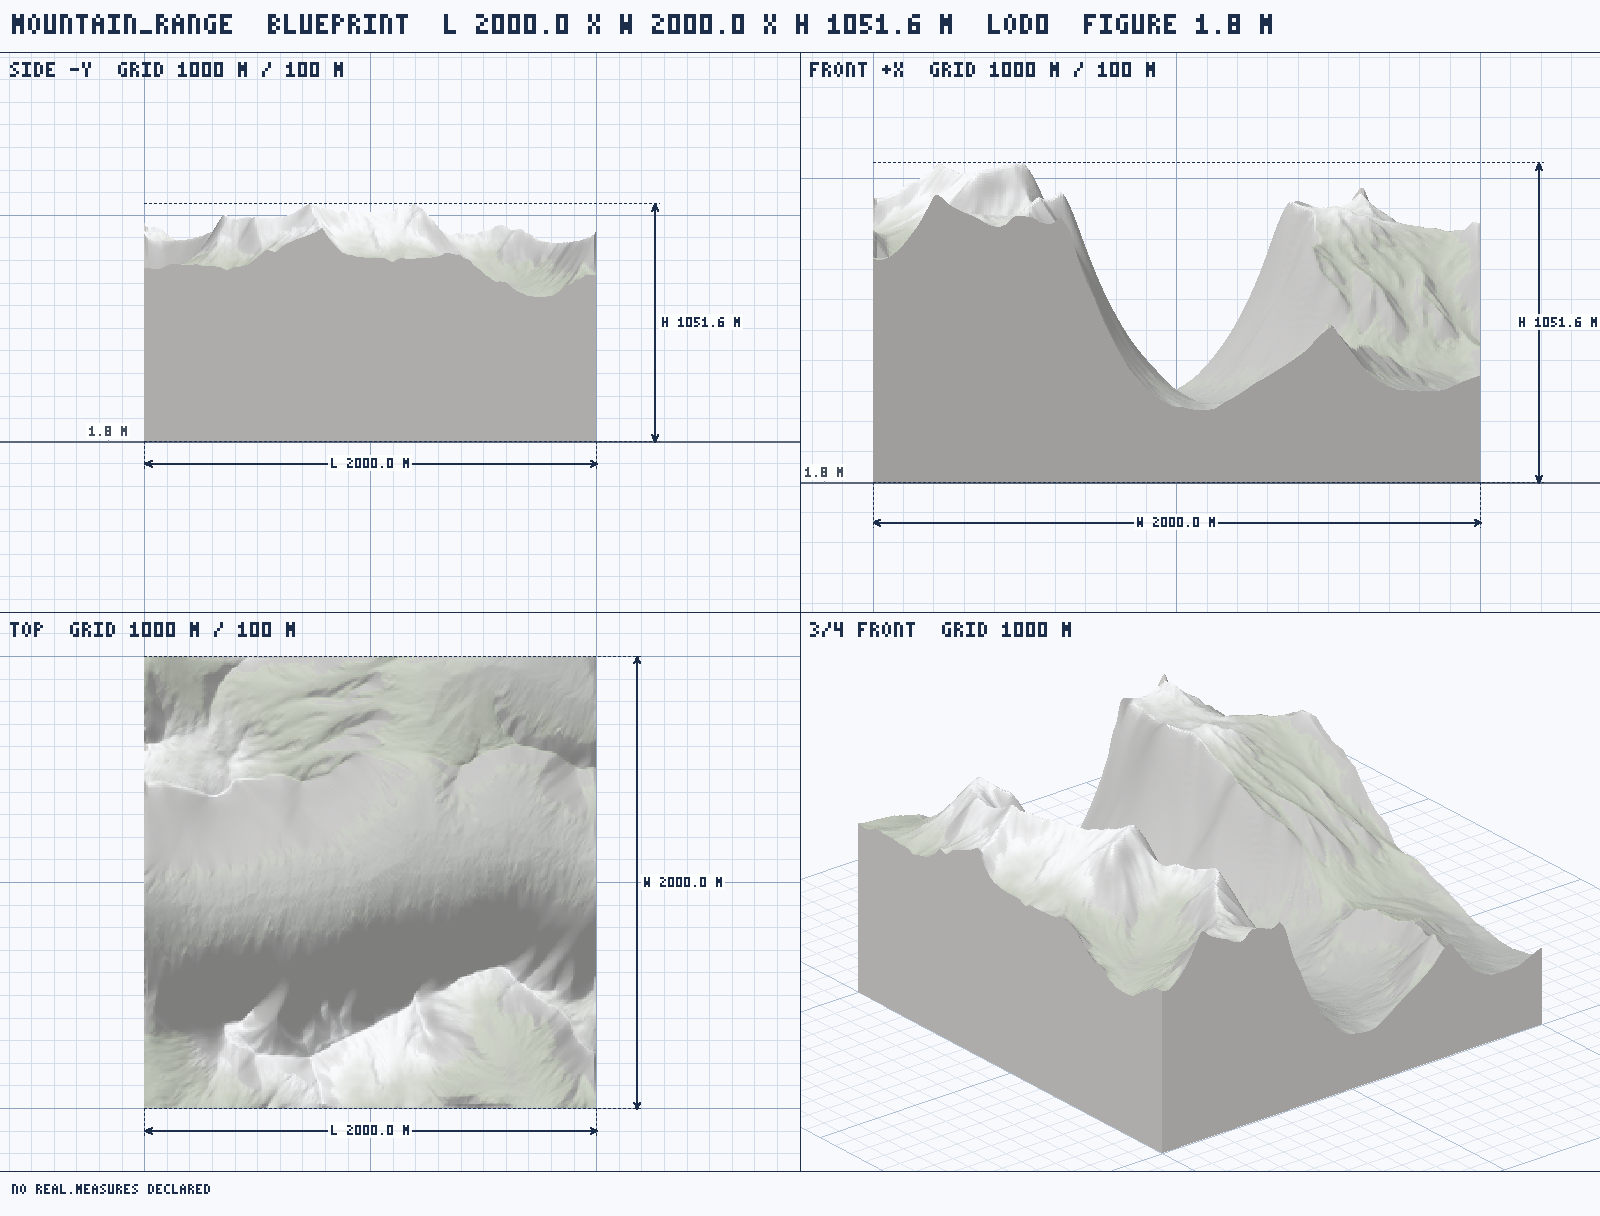 MOUNTAIN_RANGE BLUEPRINT L 2000.0 X W 2000.0 X H 1051.6 M LOD0 FIGURE 1.8 M
SIDE -Y GRID 1000 M / 100 M
FRONT +X GRID 1000 M / 100 M
H 1051.6 M
H 1051.6 M
1.8 M
L 2000.0 M
1.8 M
W 2000.0 M
TOP GRID 1000 M / 100 M
3/4 FRONT GRID 1000 M
W 2000.0 M
L 2000.0 M
NO REAL.MEASURES DECLARED